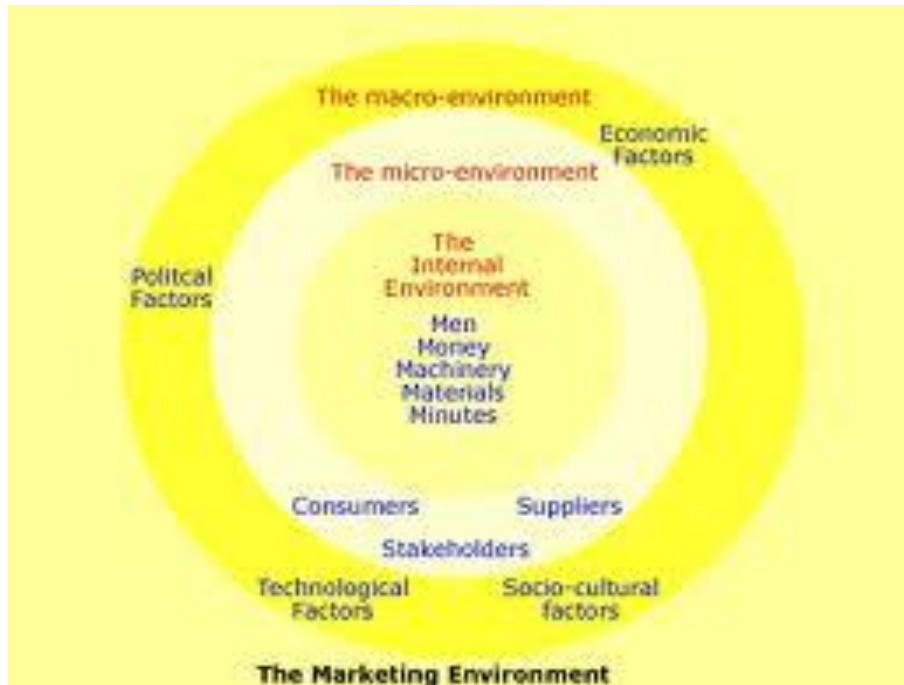 The macro-environment
Economic
Factors
The micro-environment
The
Internal
Environment
Politcal
Factors
Men
Money
Machinery
Materials
Minutes
Consumers
Suppliers
Stakeholders
Technological
Factors
Socio-cultural
factors
The Marketing Environment